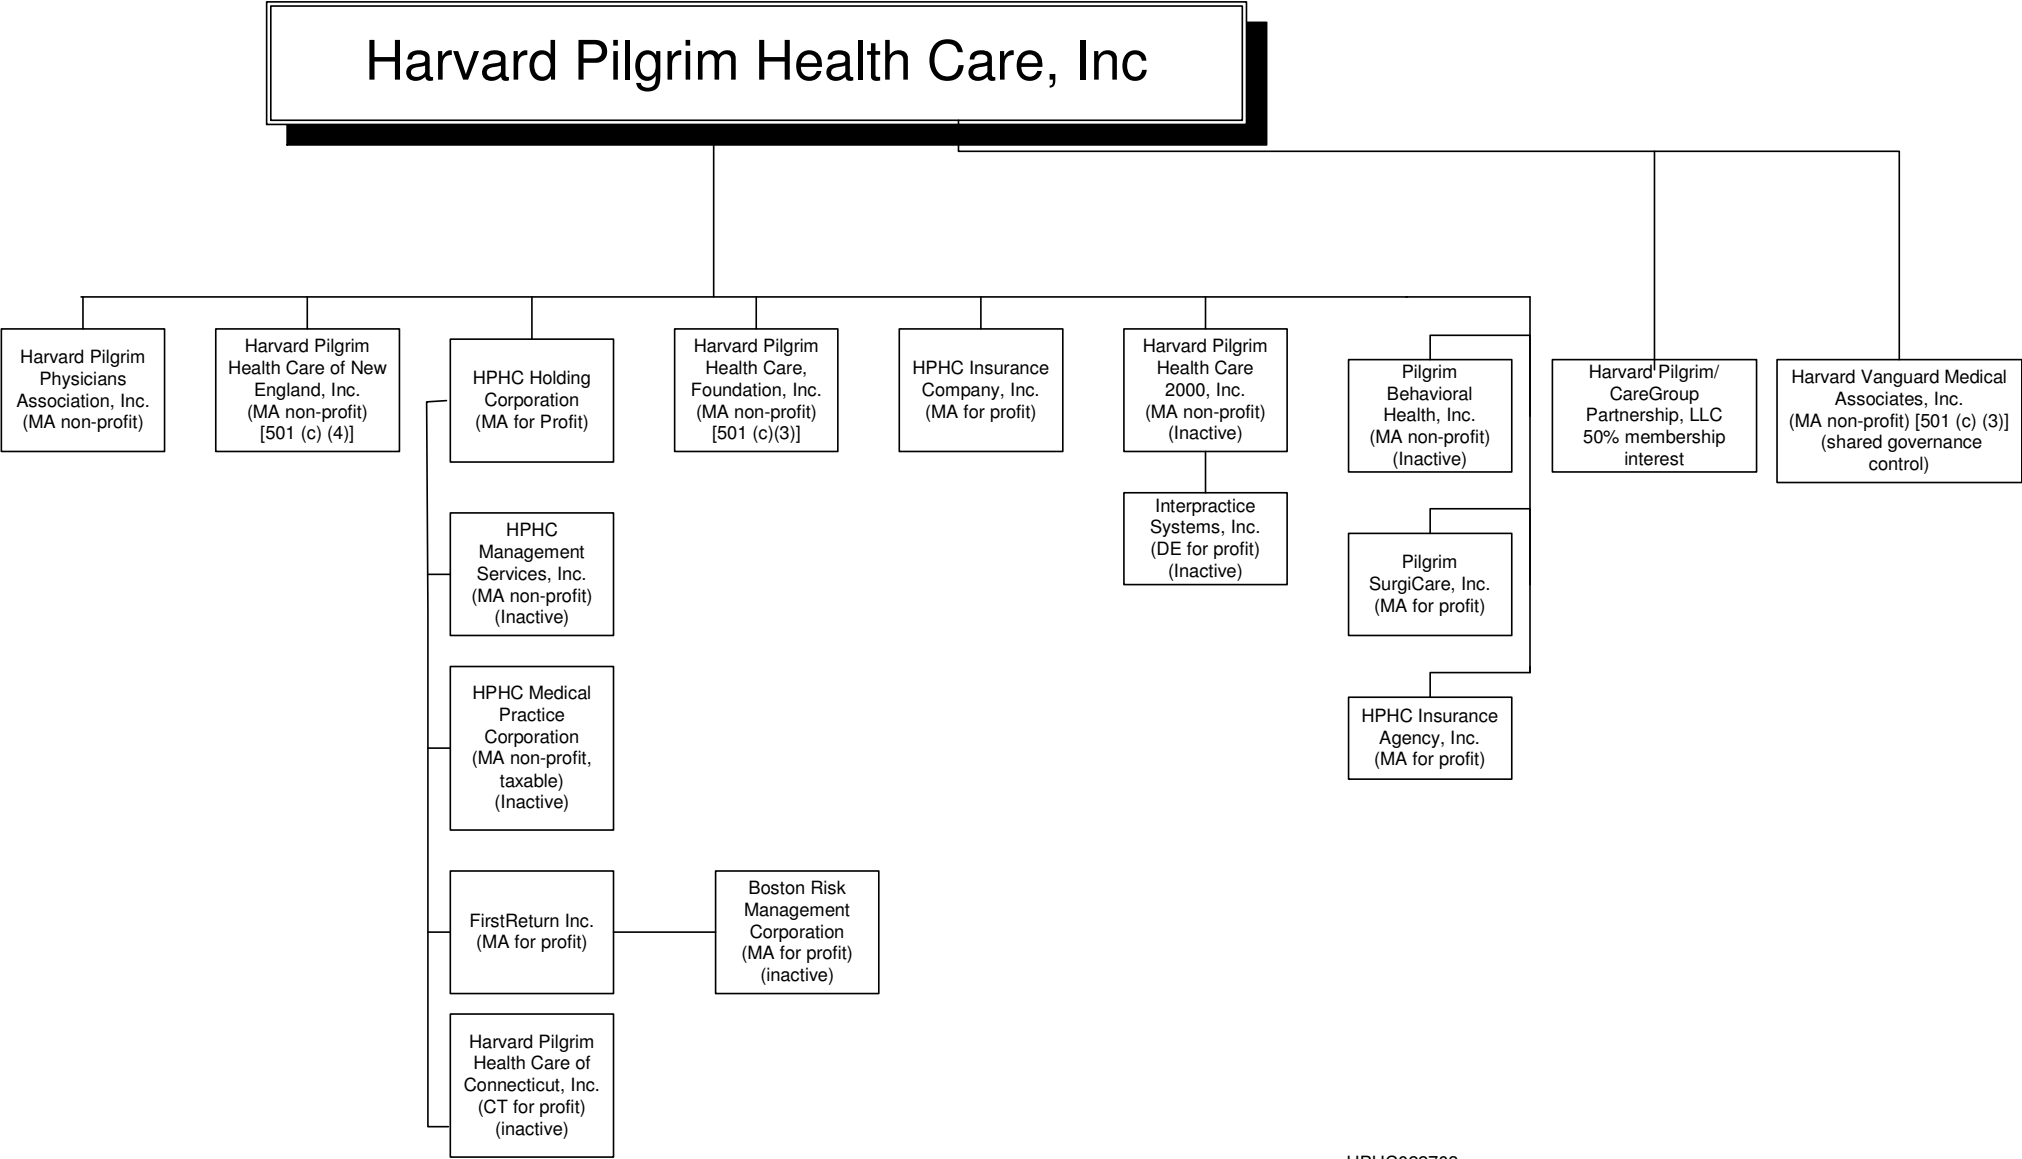 Harvard Pilgrim Health Care, Inc
Harvard Pilgrim
Physicians
Association, Inc.
(MA non-profit)
Harvard Pilgrim
Health Care of New
England, Inc.
(MA non-profit)
[501 (c) (4)]
HPHC Holding
Corporation
(MA for Profit)
Harvard Pilgrim
Health Care,
Foundation, Inc.
(MA non-profit)
[501 (c)(3)]
HPHC Insurance
Company, Inc.
(MA for profit)
Harvard Pilgrim
Health Care
2000, Inc.
(MA non-profit)
(Inactive)
Pilgrim
Behavioral
Health, Inc.
(MA non-profit)
(Inactive)
Harvard Pilgrim/
CareGroup
Partnership, LLC
50% membership
interest
Harvard Vanguard Medical
Associates, Inc.
(MA non-profit) [501 (c) (3)]
(shared governance
control)
HPHC
Management
Services, Inc.
(MA non-profit)
(Inactive)
Interpractice
Systems, Inc.
(DE for profit)
(Inactive)
Pilgrim
SurgiCare, Inc.
(MA for profit)
HPHC Medical
Practice
Corporation
(MA non-profit,
taxable)
(Inactive)
HPHC Insurance
Agency, Inc.
(MA for profit)
FirstReturn Inc.
(MA for profit)
Boston Risk
Management
Corporation
(MA for profit)
(inactive)
Harvard Pilgrim
Health Care of
Connecticut, Inc.
(CT for profit)
(inactive)